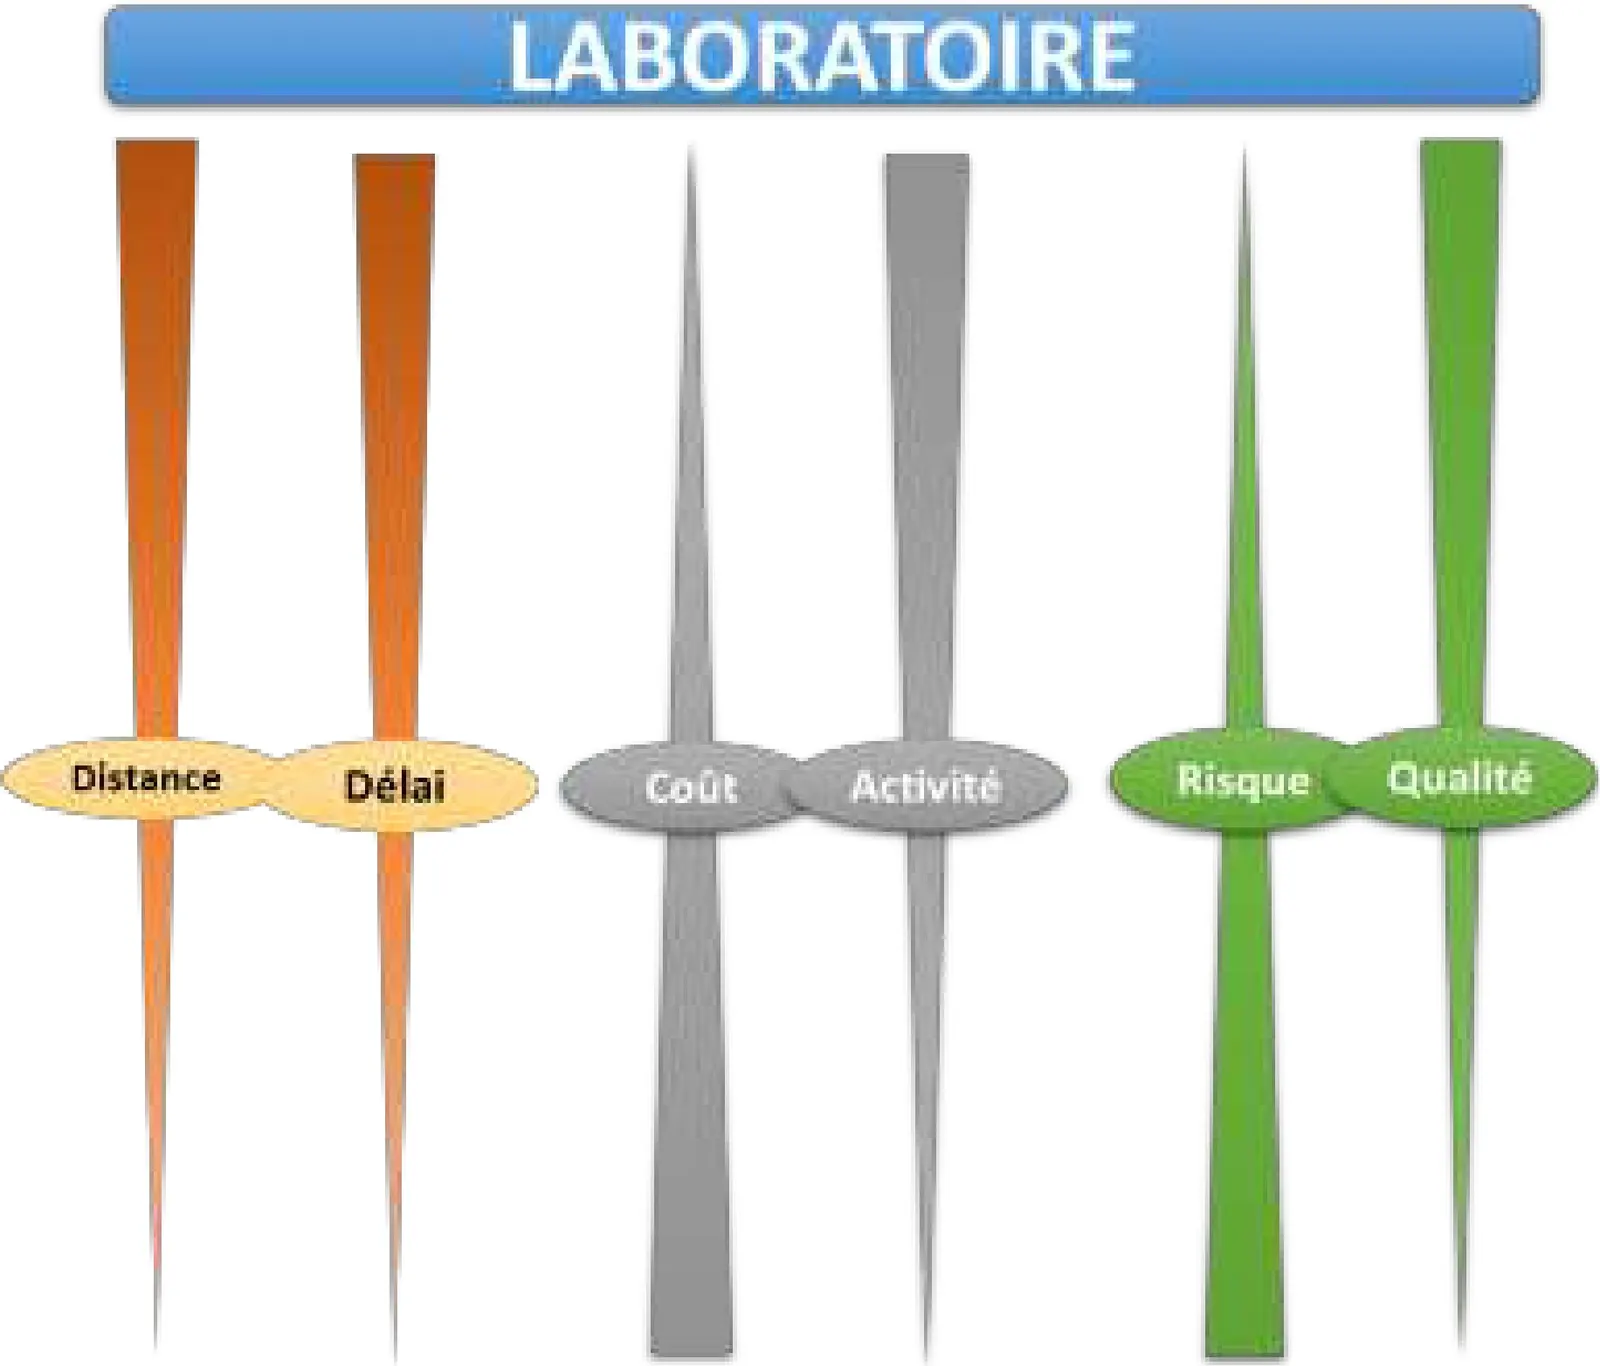 LABORATOIRE
Distance
Délai
Coût
Activité
Risque
Qualité